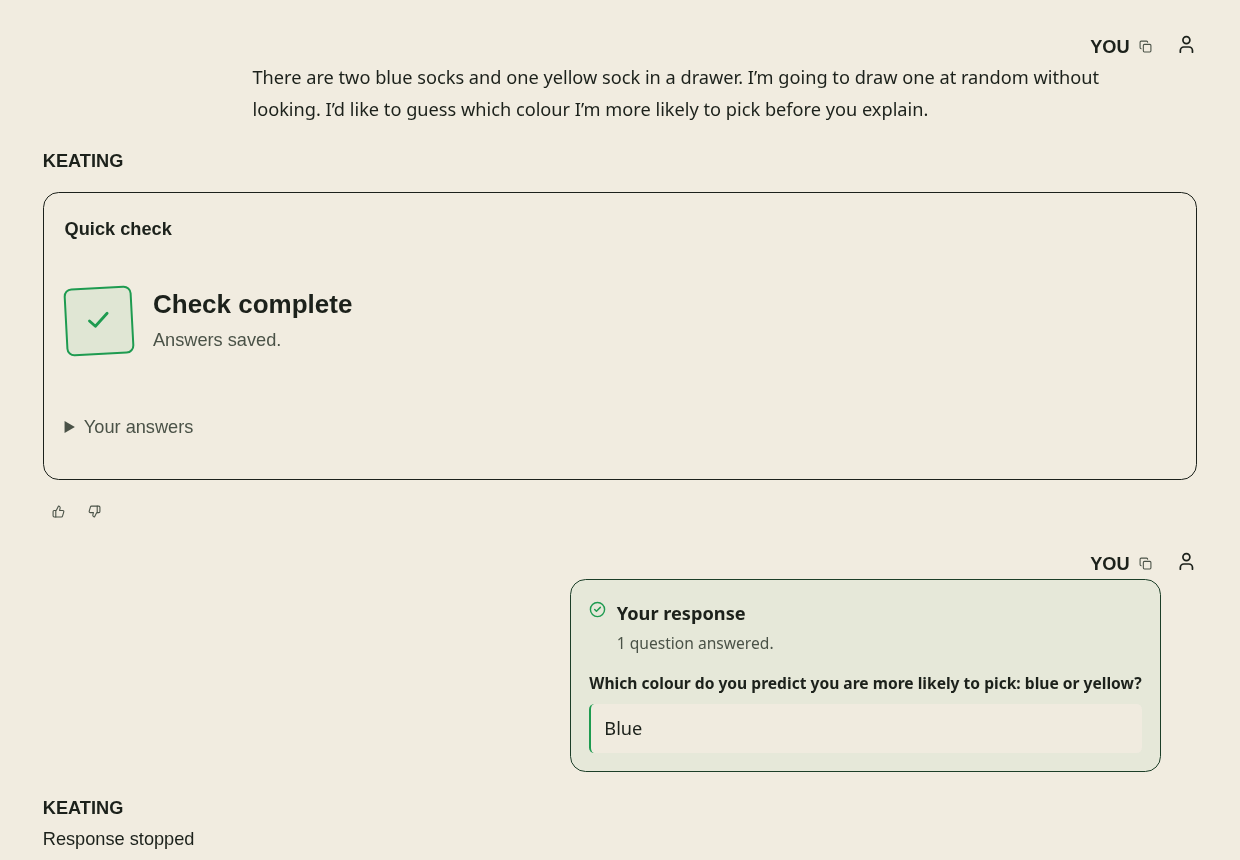 YOU
There are two blue socks and one yellow sock in a drawer. I’m going to draw one at random without
looking. I’d like to guess which colour I’m more likely to pick before you explain.
KEATING
Quick check
Check complete
Answers saved.
Your answers
YOU
Your response
1 question answered.
Which colour do you predict you are more likely to pick: blue or yellow?
Blue
KEATING
Response stopped